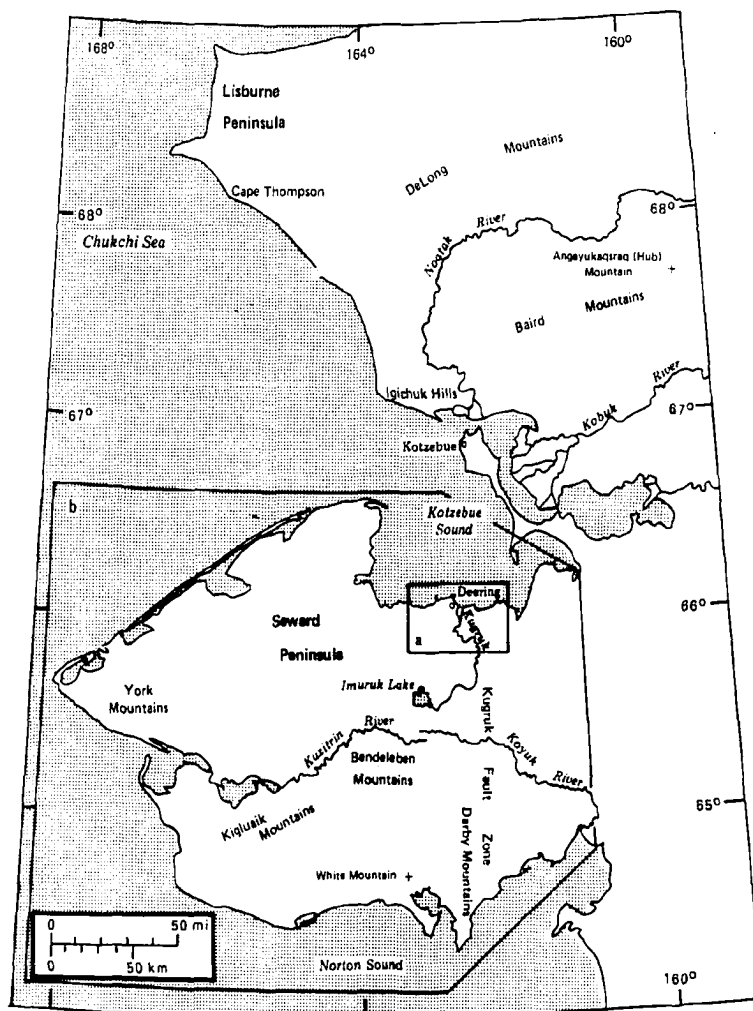 168°
164°
160°
Lisburne
Peninsula
DeLong
Mountains
Cape Thompson
68°
68°
Chukchi Sea
Noatak
River
Angayukaqsraq (Hub)
Mountain
Baird
Mountains
Igichuk Hills
67°
67°
Kobuk
River
Kotzebue
b
Kotzebue
Sound
Deering
66°
a
Kugruk
Seward
Peninsula
Imuruk Lake
York
Mountains
Kugruk
Fault
Zone
Kuzitrin
River
Koyuk
River
Bendeleben
Mountains
65°
Kigluaik Mountains
Darby Mountains
White Mountain
0 50 mi
0 50 km
Norton Sound
160°